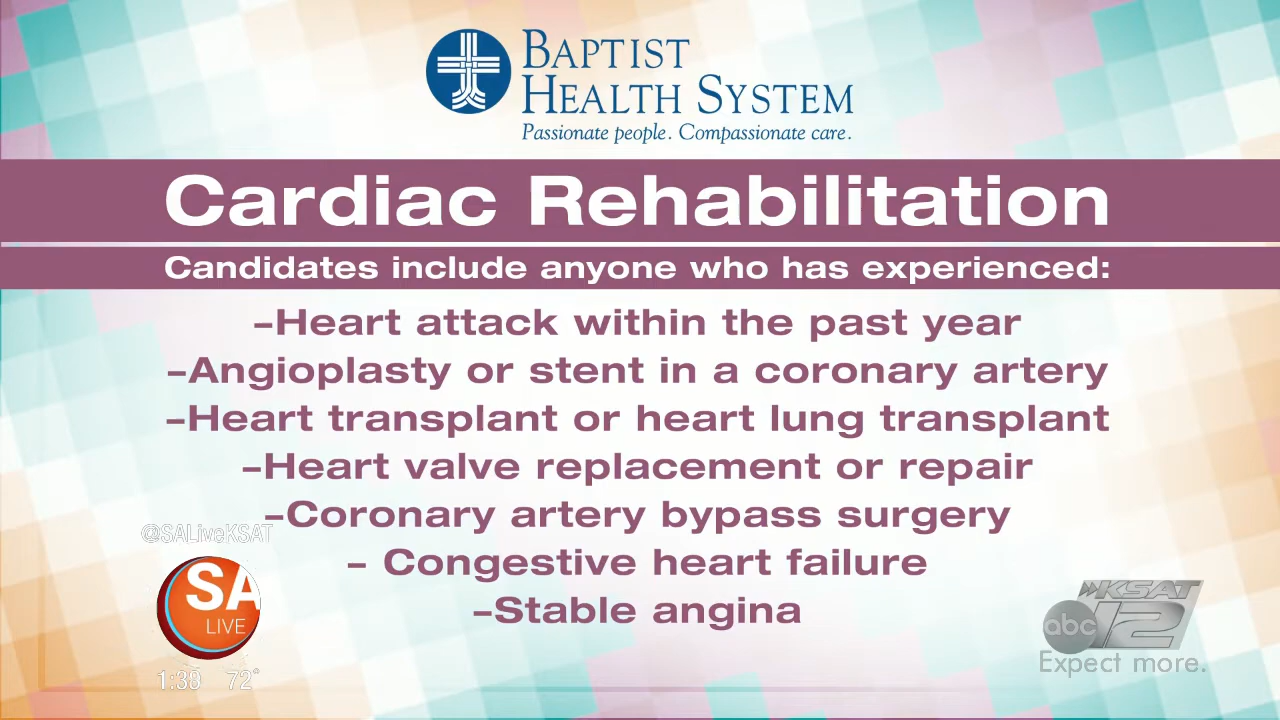 BAPTIST
HEALTH SYSTEM
Passionate people. Compassionate care.
Cardiac Rehabilitation
Candidates include anyone who has experienced:
-Heart attack within the past year
-Angioplasty or stent in a coronary artery
-Heart transplant or heart lung transplant
-Heart valve replacement or repair
-Coronary artery bypass surgery
- Congestive heart failure
-Stable angina
@SALiveKSAT
SA
LIVE
1:38 72°
KSAT
abc 12
Expect more.